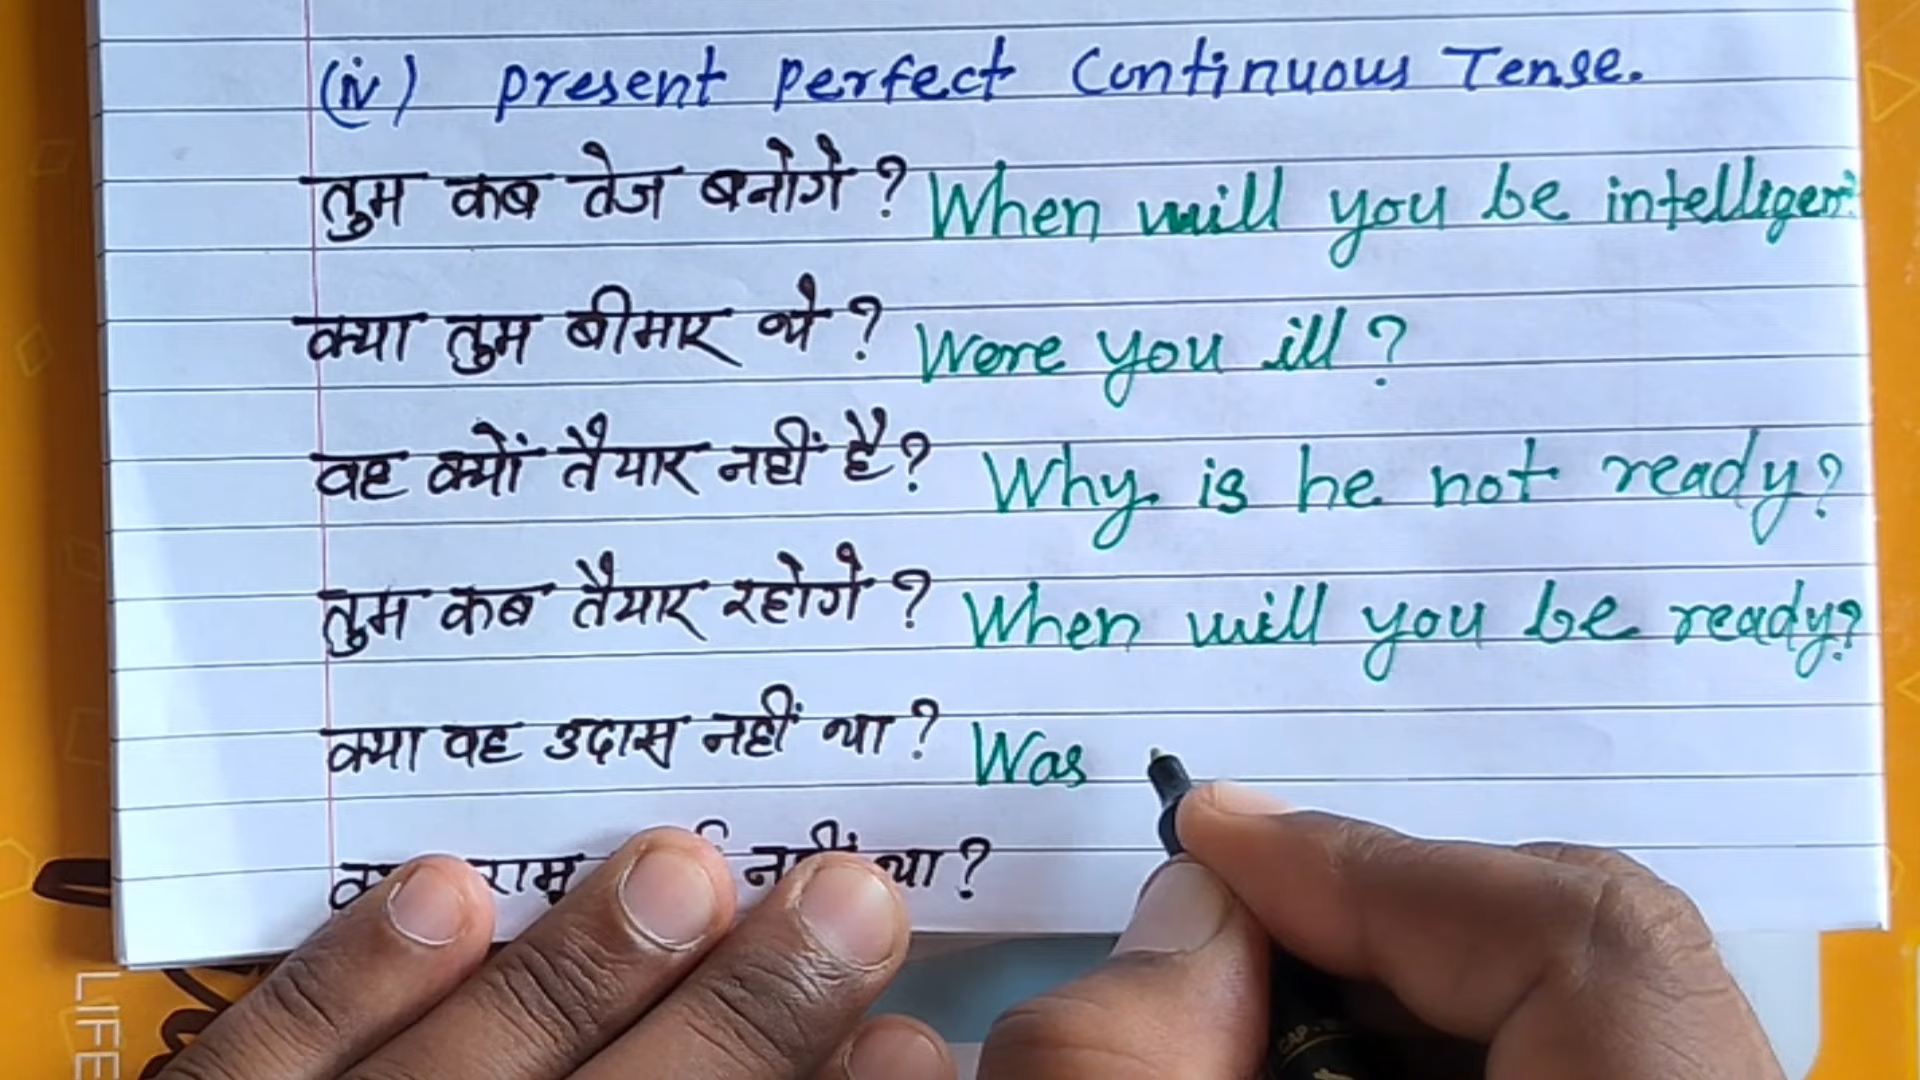 (iv) Present Perfect Continuous Tense.
तुम कब तेज बनोगे ? When will you be intelligent?
क्या तुम बीमार थे ? Were you ill ?
वह क्यों तैयार नहीं है ? Why is he not ready?
तुम कब तैयार रहोगे ? When will you be ready?
क्या वह उदास नहीं था ? Was
राम नहीं था ?
LIFE